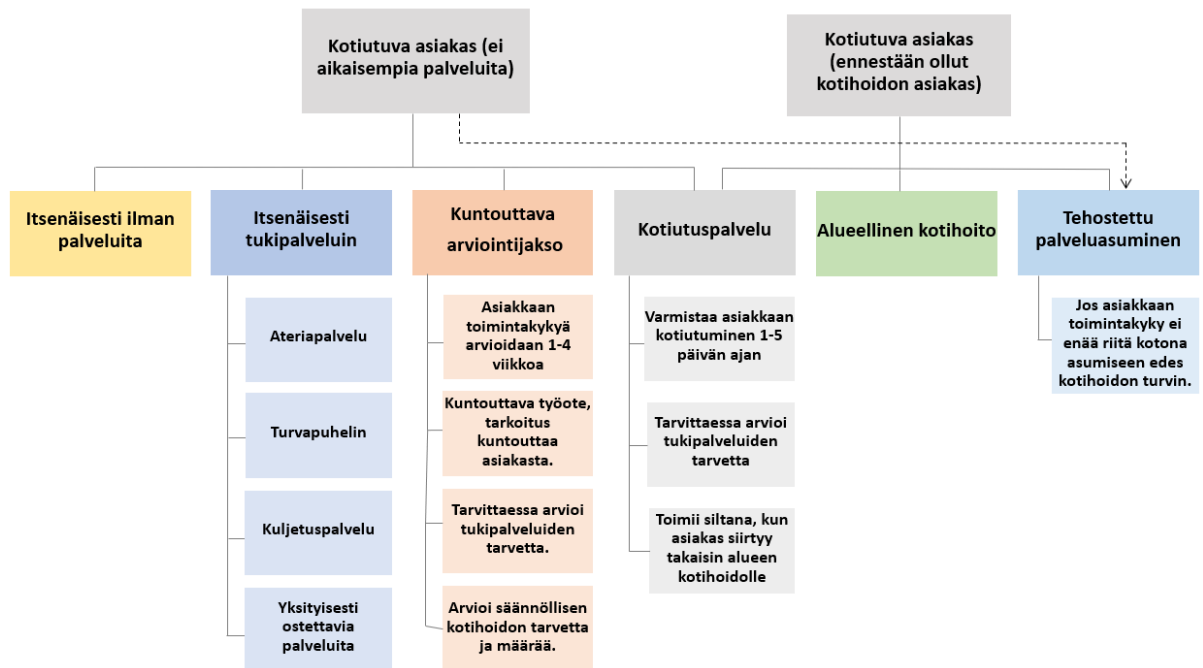 Kotiutuva asiakas (ei
aikaisempia palveluita)
Kotiutuva asiakas
(ennestään ollut
kotihoidon asiakas)
Itsenäisesti ilman
palveluita
Itsenäisesti
tukipalveluin
Kuntouttava
arviointijakso
Kotiutuspalvelu
Alueellinen kotihoito
Tehostettu
palveluasuminen
Ateriapalvelu
Turvapuhelin
Kuljetuspalvelu
Yksityisesti
ostettavia
palveluita
Asiakkaan
toimintakykyä
arvioidaan 1-4
viikkoa
Kuntouttava työote,
tarkoitus
kuntouttaa
asiakasta.
Tarvittaessa arvioi
tukipalveluiden
tarvetta.
Arvioi säännöllisen
kotihoidon tarvetta
ja määrää.
Varmistaa asiakkaan
kotiutuminen 1-5
päivän ajan
Tarvittaessa arvioi
tukipalveluiden
tarvetta
Toimii siltana, kun
asiakas siirtyy
takaisin alueen
kotihoidolle
Jos asiakkaan
toimintakyky ei
enää riitä kotona
asumiseen edes
kotihoidon turvin.